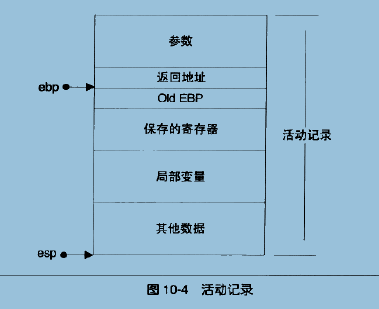 参数
返回地址
ebp
Old EBP
保存的寄存器
活动记录
局部变量
其他数据
esp
图 10-4 活动记录